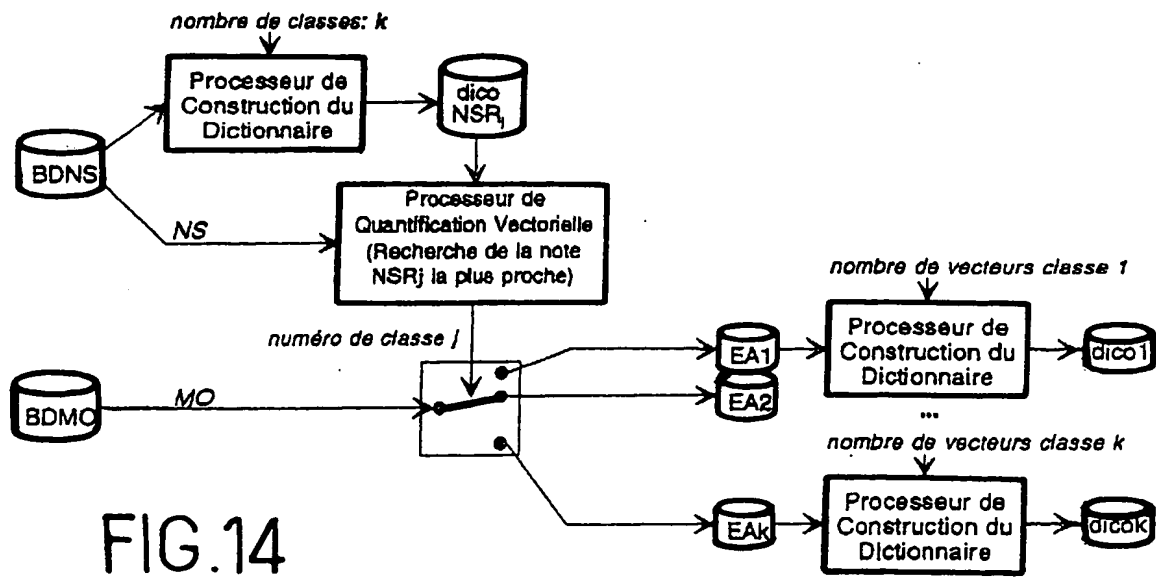 nombre de classes: k
Processeur de
Construction du
Dictionnaire
dico
NSRj
BDNS
NS
Processeur de
Quantification Vectorielle
(Recherche de la note
NSRj la plus proche)
numéro de classe j
BDMO
MO
EA1
EA2
nombre de vecteurs classe 1
Processeur de
Construction du
Dictionnaire
dico1
...
nombre de vecteurs classe k
EAk
Processeur de
Construction du
Dictionnaire
dicok
FIG.14